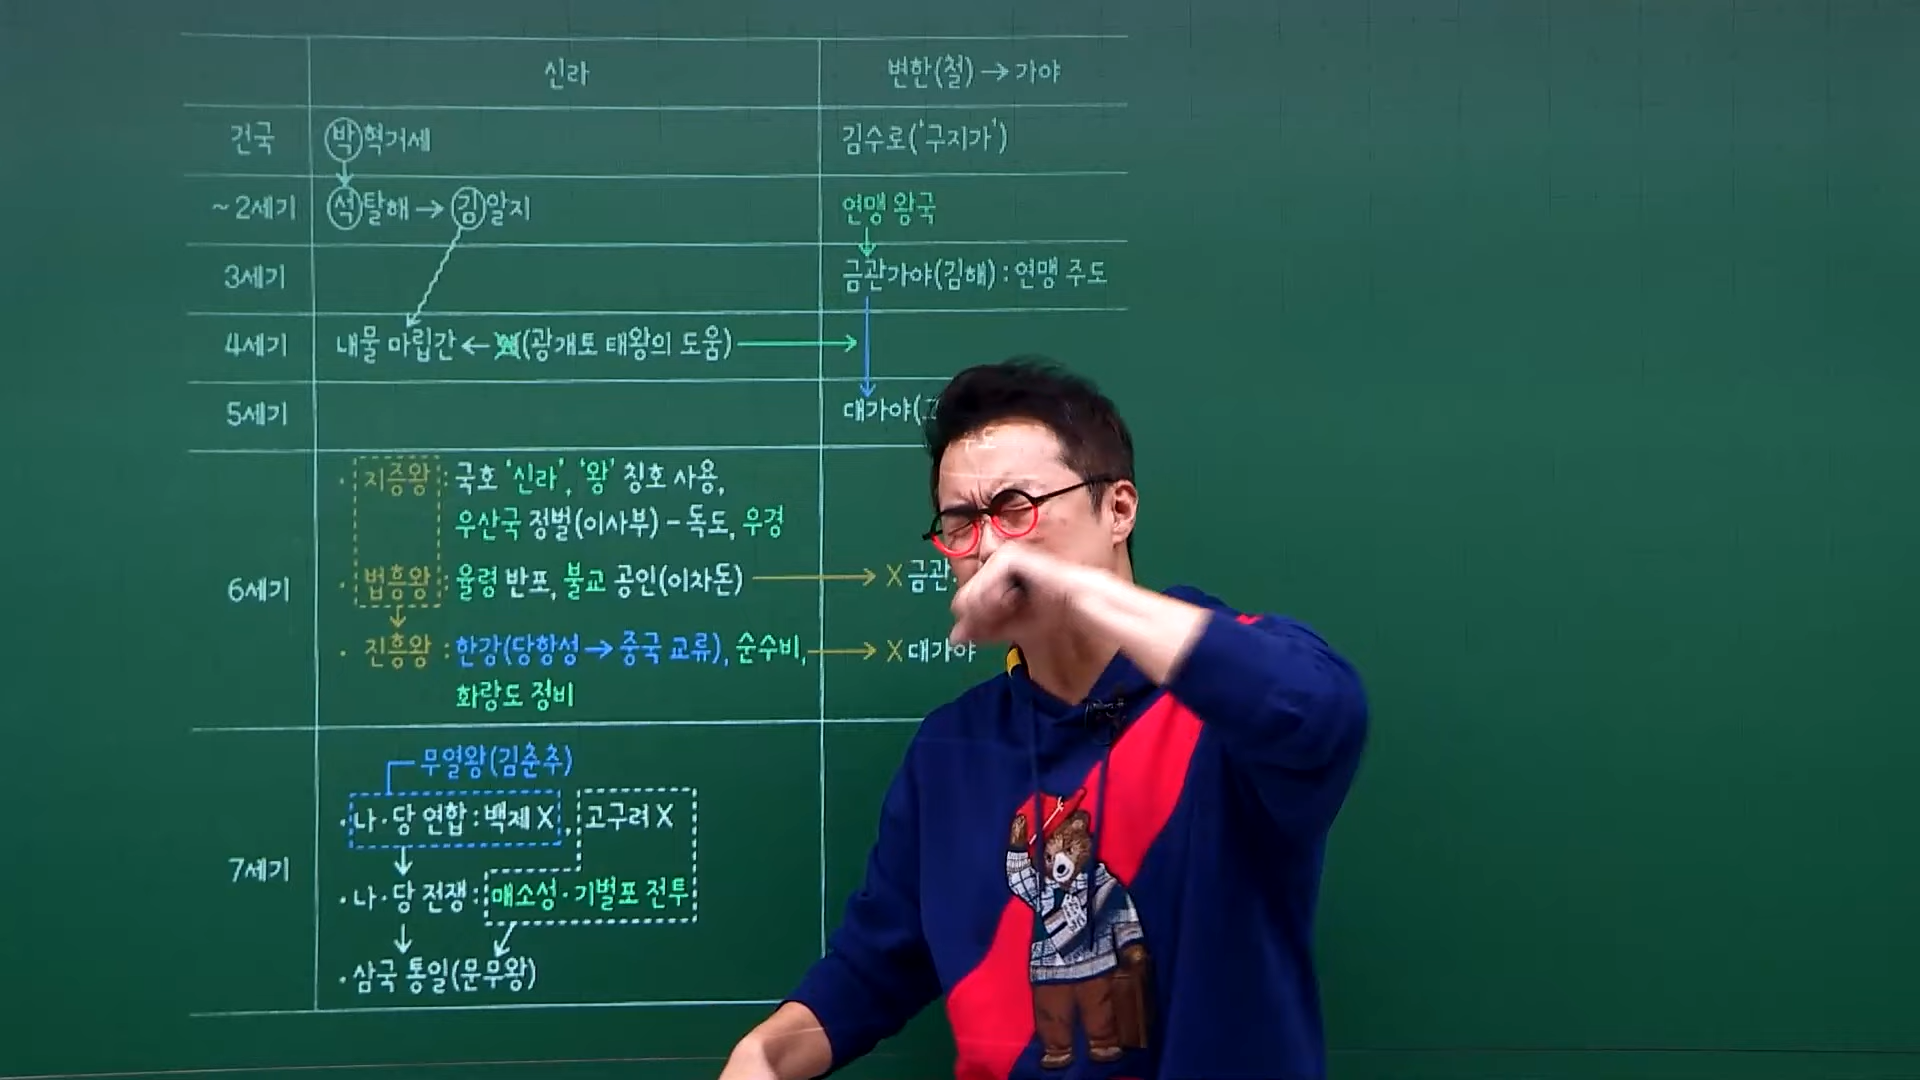 신라
변한(철) → 가야
건국
박혁거세
김수로('구지가')
~2세기
석탈해 → 김알지
연맹 왕국
3세기
금관가야(김해) : 연맹 주도
4세기
내물 마립간 ← (광개토 태왕의 도움)
5세기
대가야(고
6세기
· 지증왕 : 국호 '신라', '왕' 칭호 사용,
우산국 정벌(이사부) - 독도, 우경
· 법흥왕 : 율령 반포, 불교 공인(이차돈) → X 금관
· 진흥왕 : 한강(당항성 → 중국 교류), 순수비, → X 대가야
화랑도 정비
7세기
무열왕(김춘추)
· 나·당 연합 : 백제 X, 고구려 X
· 나·당 전쟁 : 매소성·기벌포 전투
· 삼국 통일(문무왕)